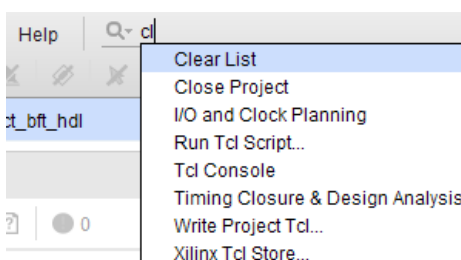 Help cl
Clear List
Close Project
I/O and Clock Planning
ct_bft_hdl
Run Tcl Script...
Tcl Console
Timing Closure & Design Analysis
0
Write Project Tcl...
Xilinx Tcl Store...